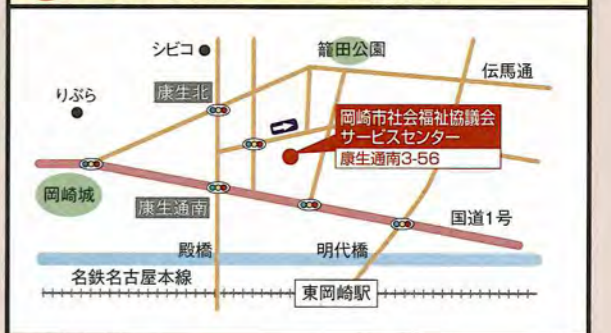 シビコ
籠田公園
伝馬通
りぶら
康生北
岡崎市社会福祉協議会
サービスセンター
康生通南3-56
岡崎城
康生通南
国道1号
殿橋
明代橋
名鉄名古屋本線
東岡崎駅